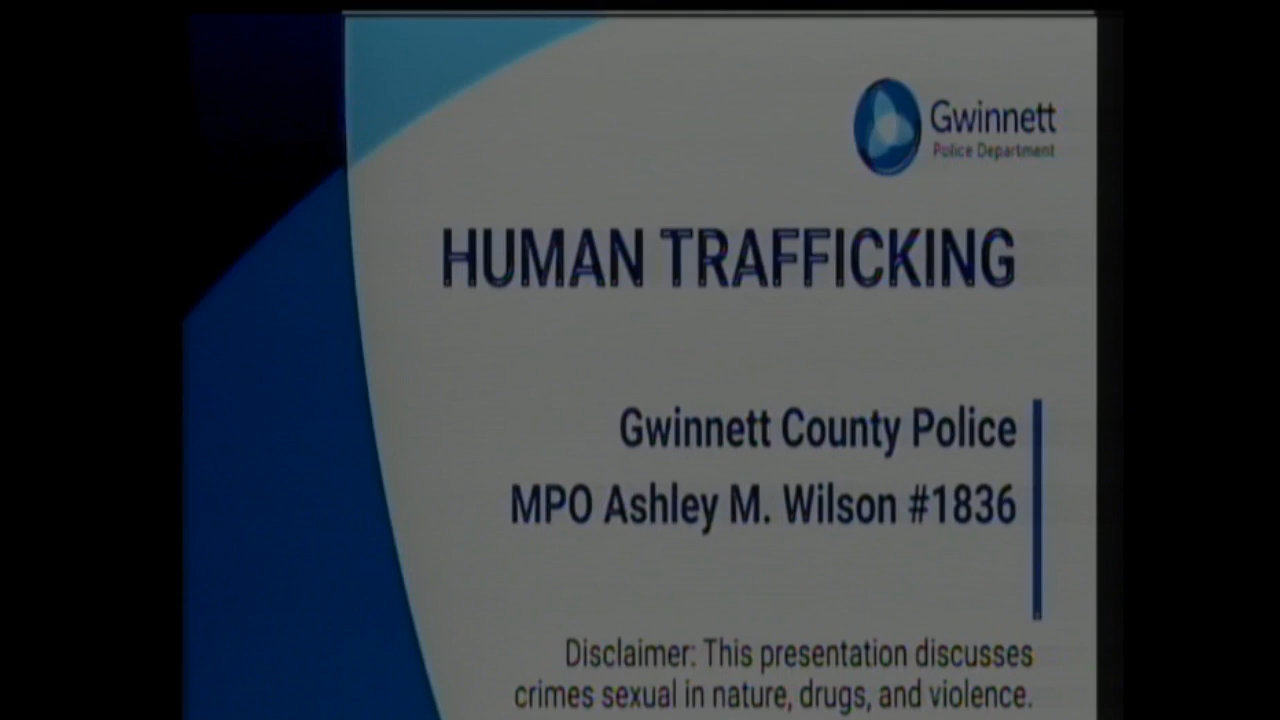 Gwinnett
Police Department
HUMAN TRAFFICKING
Gwinnett County Police
MPO Ashley M. Wilson #1836
Disclaimer: This presentation discusses
crimes sexual in nature, drugs, and violence.